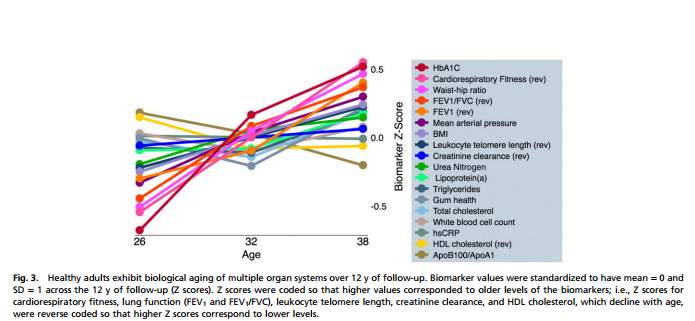 0.5
0.0
-0.5
Biomarker Z-Score
26
32
38
Age
HbA1C
Cardiorespiratory Fitness (rev)
Waist-hip ratio
FEV1/FVC (rev)
FEV1 (rev)
Mean arterial pressure
BMI
Leukocyte telomere length (rev)
Creatinine clearance (rev)
Urea Nitrogen
Lipoprotein(a)
Triglycerides
Gum health
Total cholesterol
White blood cell count
hsCRP
HDL cholesterol (rev)
ApoB100/ApoA1
Fig. 3. Healthy adults exhibit biological aging of multiple organ systems over 12 y of follow-up. Biomarker values were standardized to have mean = 0 and
SD = 1 across the 12 y of follow-up (Z scores). Z scores were coded so that higher values corresponded to older levels of the biomarkers; i.e., Z scores for
cardiorespiratory fitness, lung function (FEV₁ and FEV₁/FVC), leukocyte telomere length, creatinine clearance, and HDL cholesterol, which decline with age,
were reverse coded so that higher Z scores correspond to lower levels.